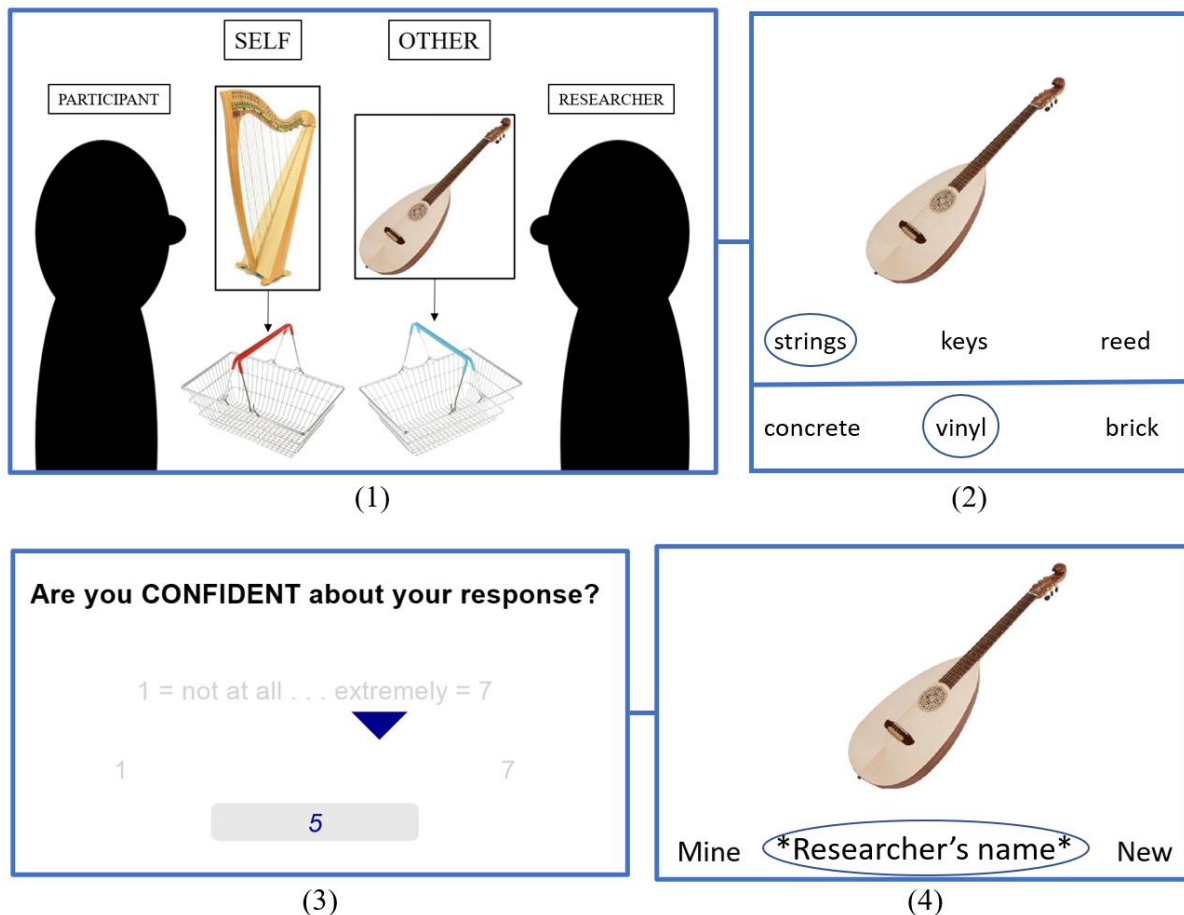 SELF
OTHER
PARTICIPANT
RESEARCHER
(1)
strings keys reed
concrete vinyl brick
(2)
Are you CONFIDENT about your response?
1 = not at all . . . extremely = 7
1 7
5
(3)
Mine *Researcher's name* New
(4)